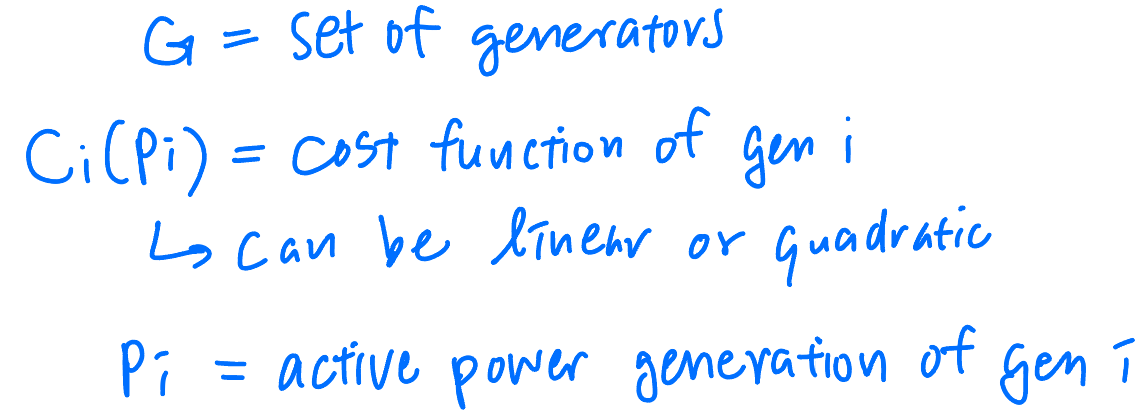 G = set of generators
Ci(Pi) = cost function of gen i
↳ can be linear or quadratic
Pi = active power generation of gen i